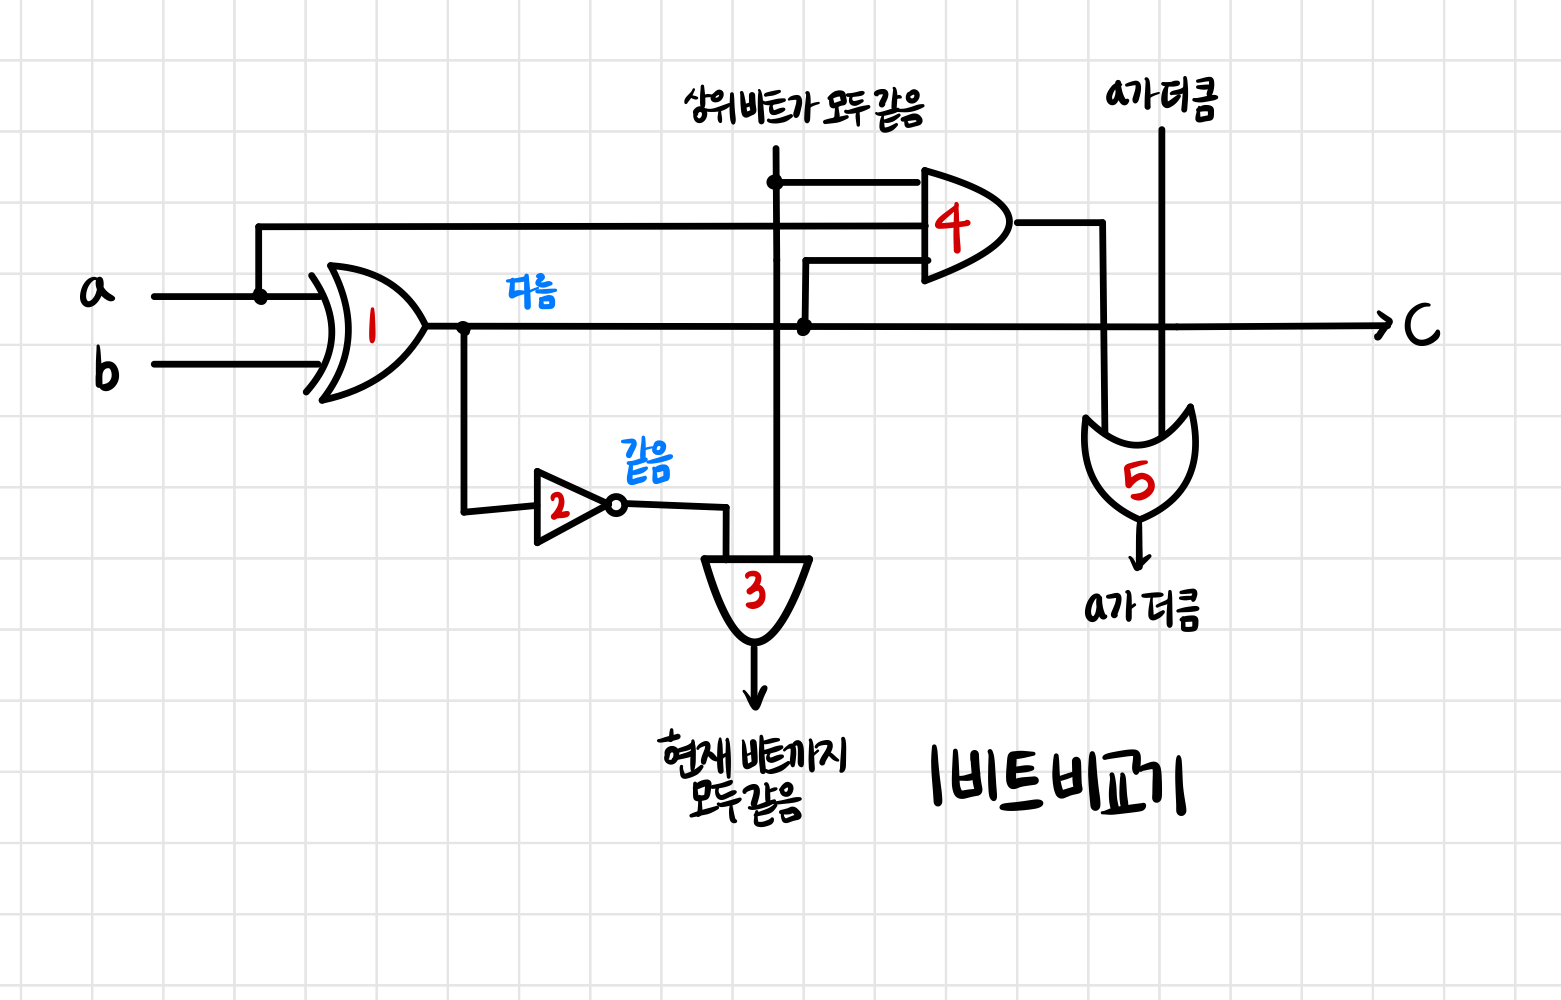 상위비트가 모두 같음
a가 더큼
4
a
다름
1
C
b
같음
2
5
3
a가 더큼
현재 비트까지
모두 같음
1비트 비교기